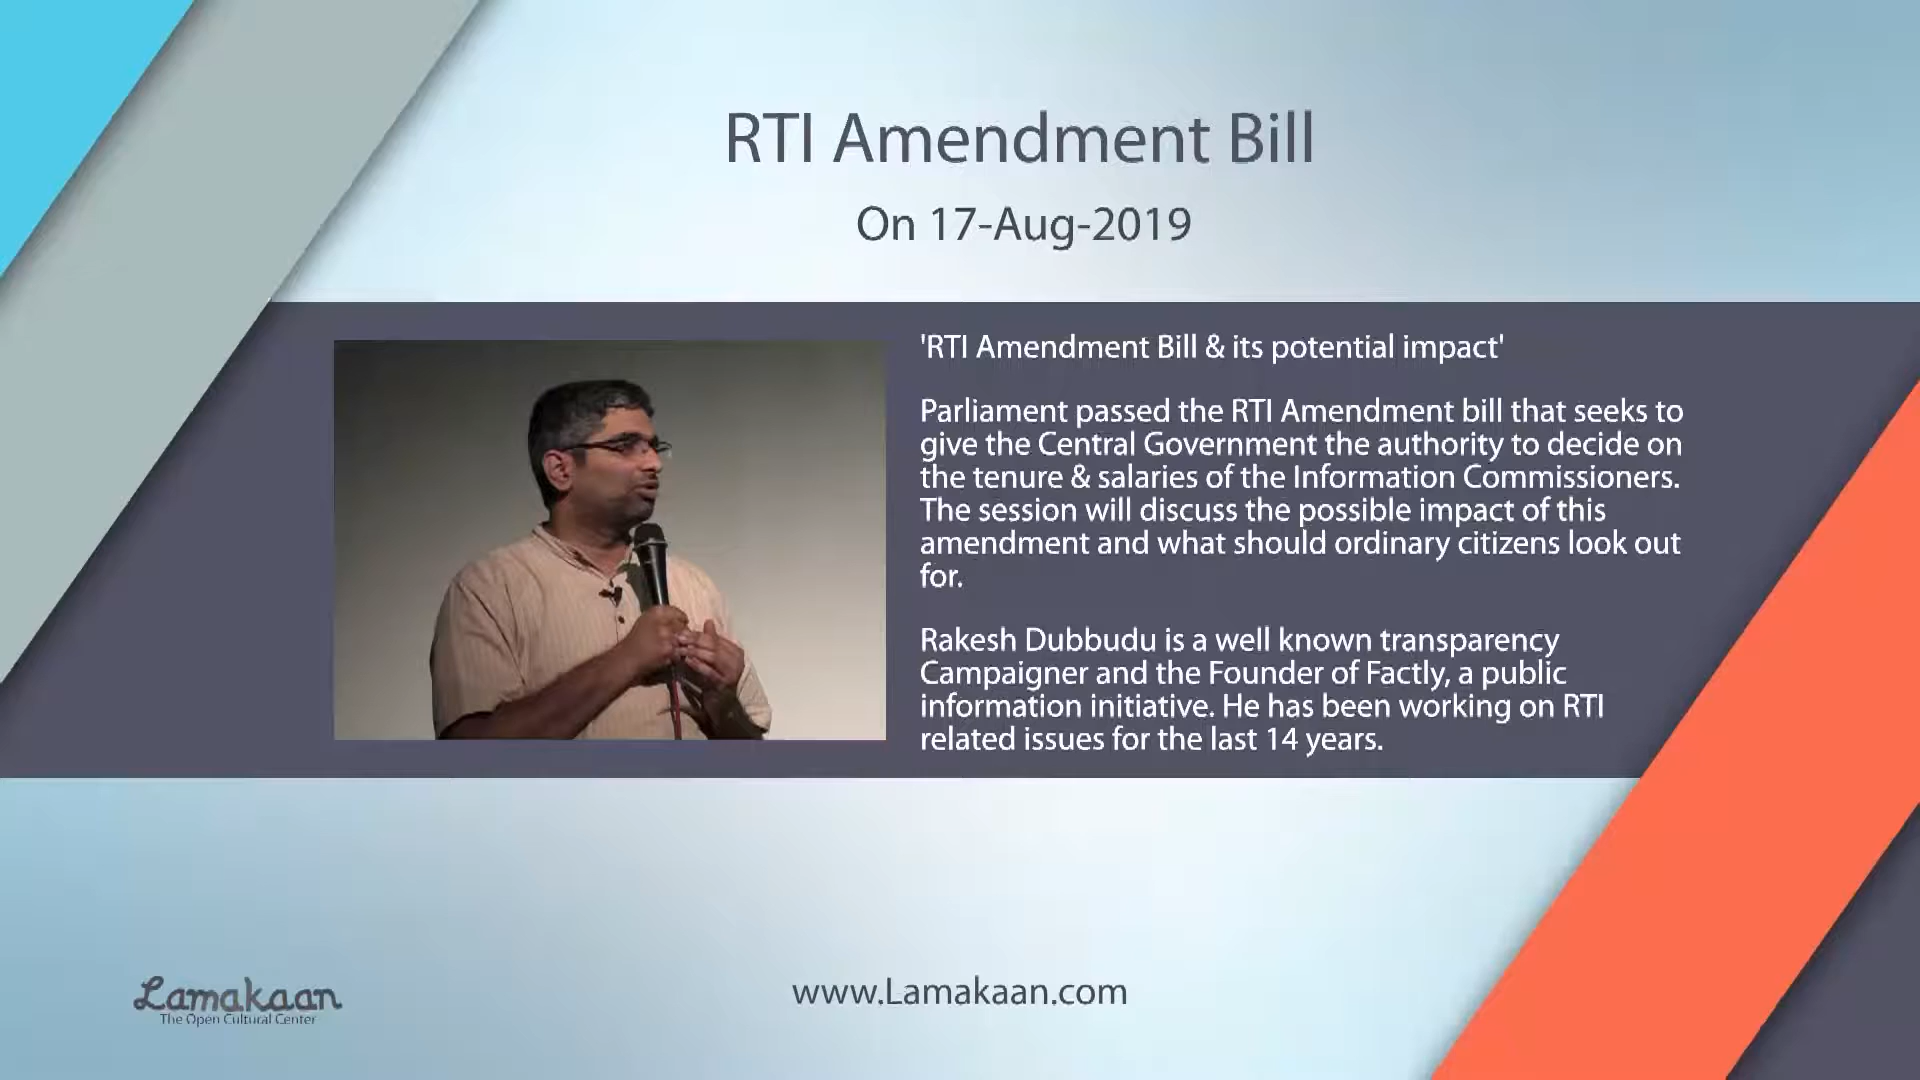 RTI Amendment Bill
On 17-Aug-2019
'RTI Amendment Bill & its potential impact'
Parliament passed the RTI Amendment bill that seeks to
give the Central Government the authority to decide on
the tenure & salaries of the Information Commissioners.
The session will discuss the possible impact of this
amendment and what should ordinary citizens look out
for.
Rakesh Dubbudu is a well known transparency
Campaigner and the Founder of Factly, a public
information initiative. He has been working on RTI
related issues for the last 14 years.
Lamakaan
The Open Cultural Center
www.Lamakaan.com